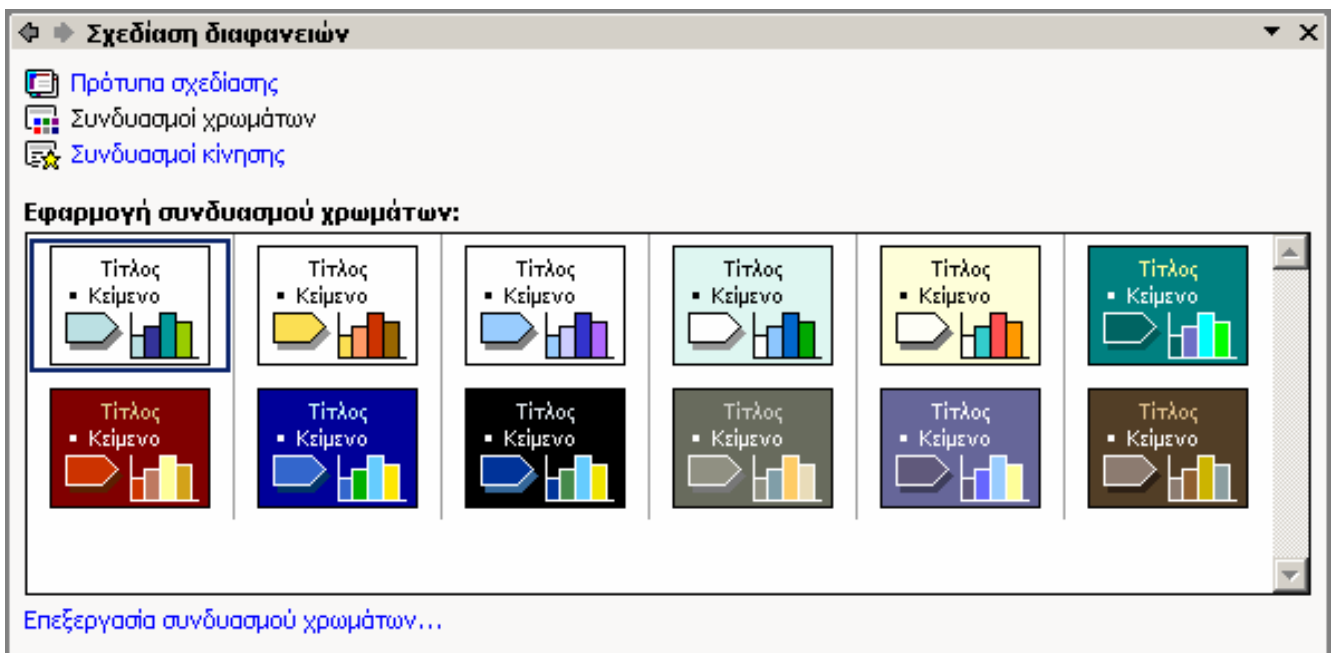 Σχεδίαση διαφανειών
Πρότυπα σχεδίασης
Συνδυασμοί χρωμάτων
Συνδυασμοί κίνησης
Εφαρμογή συνδυασμού χρωμάτων:
Τίτλος Τίτλος Τίτλος Τίτλος Τίτλος Τίτλος
▪ Κείμενο ▪ Κείμενο ▪ Κείμενο ▪ Κείμενο ▪ Κείμενο ▪ Κείμενο
Τίτλος Τίτλος Τίτλος Τίτλος Τίτλος Τίτλος
▪ Κείμενο ▪ Κείμενο ▪ Κείμενο ▪ Κείμενο ▪ Κείμενο ▪ Κείμενο
Επεξεργασία συνδυασμού χρωμάτων...